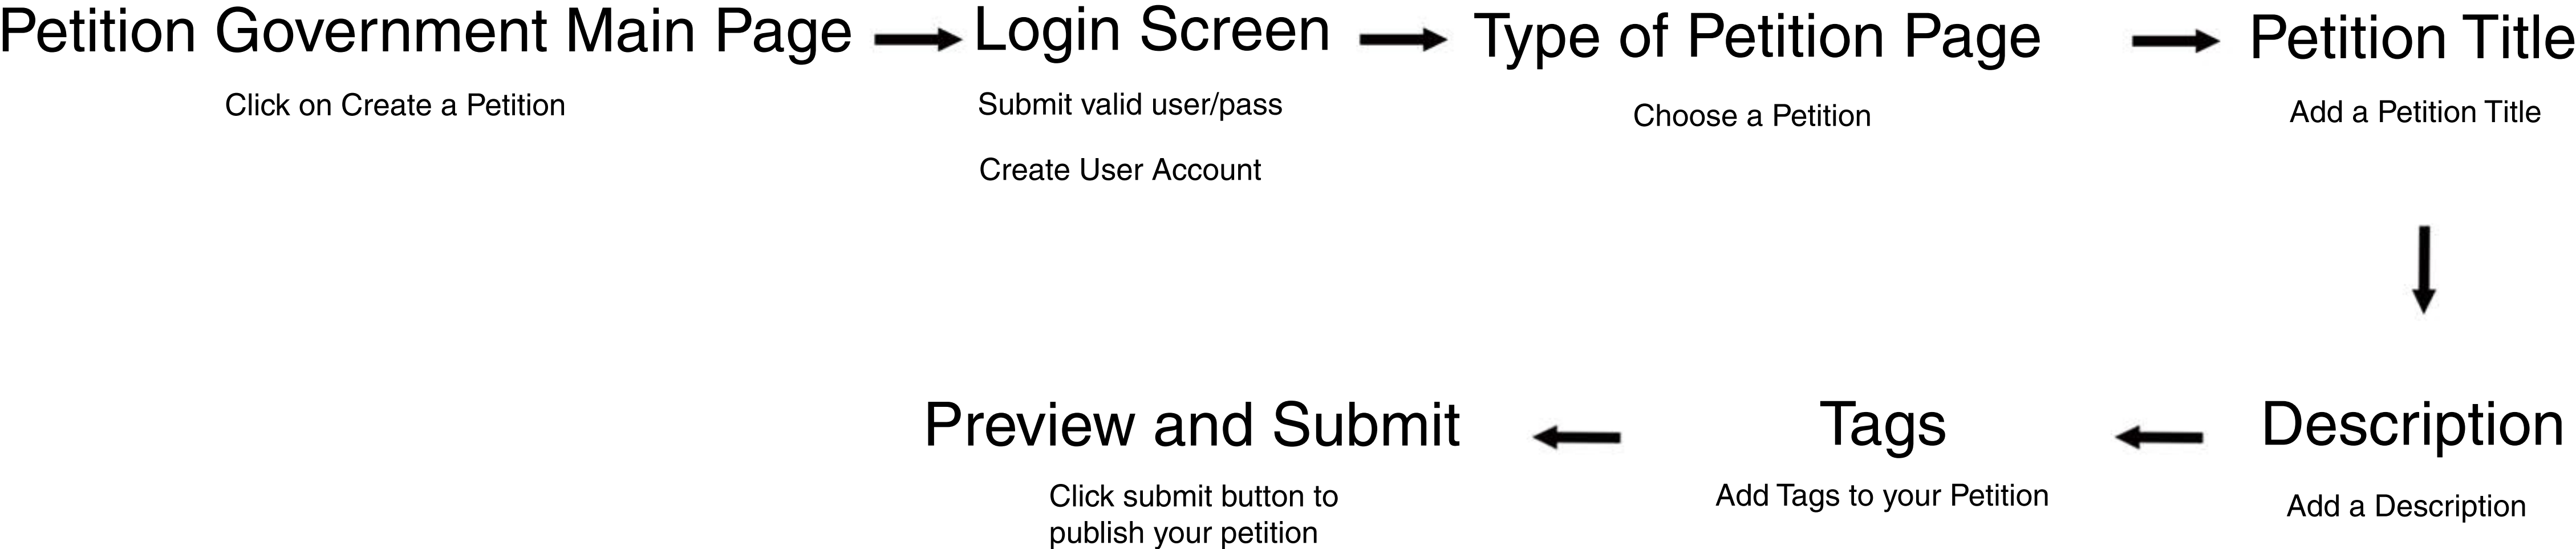 Petition Government Main Page
Click on Create a Petition
Login Screen
Submit valid user/pass
Create User Account
Type of Petition Page
Choose a Petition
Petition Title
Add a Petition Title
Description
Add a Description
Tags
Add Tags to your Petition
Preview and Submit
Click submit button to
publish your petition